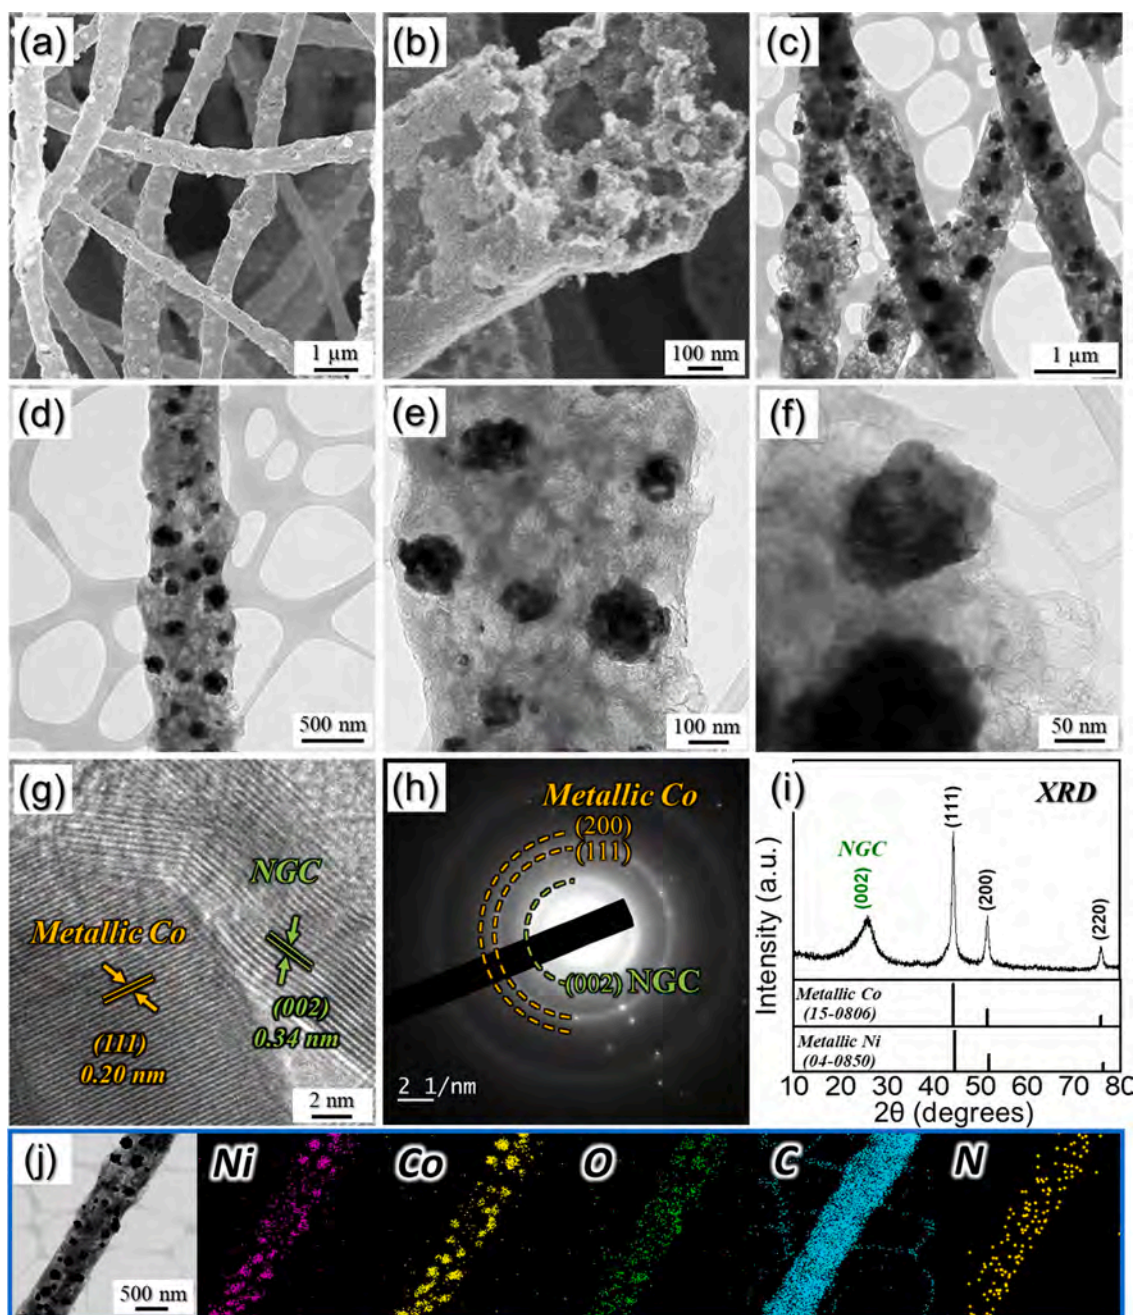 (a)
1 μm
(b)
100 nm
(c)
1 μm
(d)
500 nm
(e)
100 nm
(f)
50 nm
(g)
NGC
Metallic Co
(002)
0.34 nm
(111)
0.20 nm
2 nm
(h)
Metallic Co
(200)
(111)
(002) NGC
2 1/nm
(i)
XRD
Intensity (a.u.)
NGC
(002)
(111)
(200)
(220)
Metallic Co
(15-0806)
Metallic Ni
(04-0850)
10 20 30 40 50 60 70 80
2θ (degrees)
(j)
500 nm
Ni
Co
O
C
N